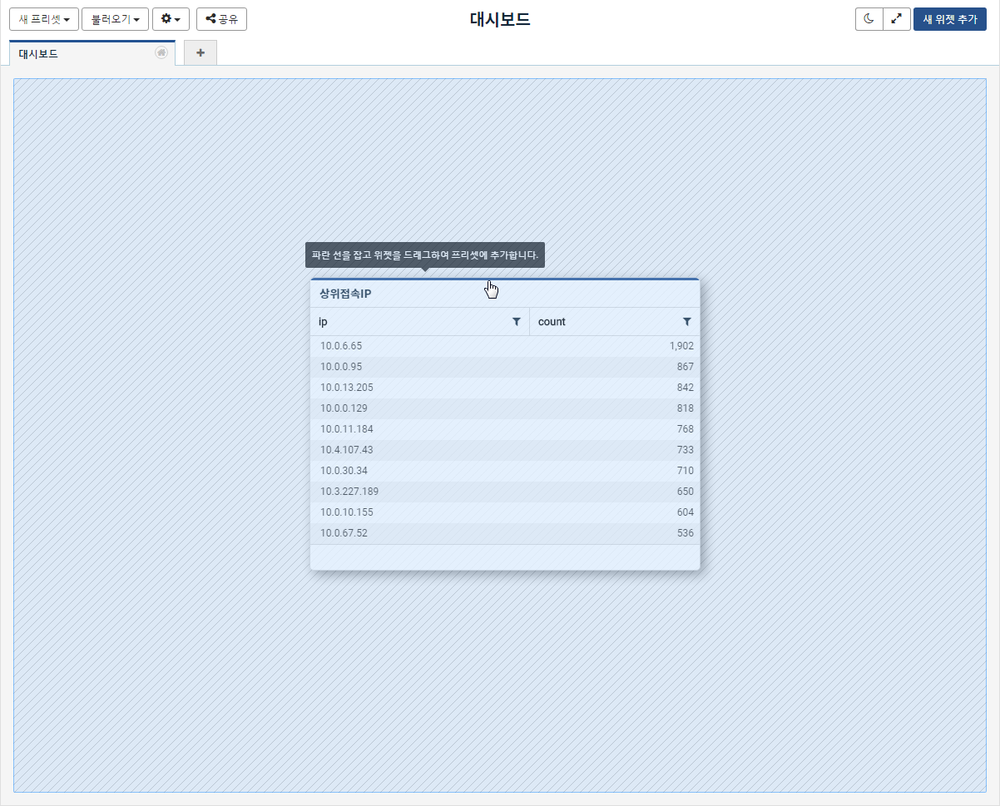 새 프리셋 불러오기 공유 대시보드 새 위젯 추가
대시보드 +
파란 선을 잡고 위젯을 드래그하여 프리셋에 추가합니다.
상위접속IP
ip count
10.0.6.65 1,902
10.0.0.95 867
10.0.13.205 842
10.0.0.129 818
10.0.11.184 768
10.4.107.43 733
10.0.30.34 710
10.3.227.189 650
10.0.10.155 604
10.0.67.52 536